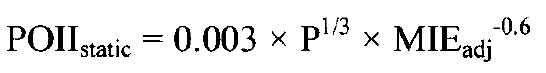 POII_static = 0.003 × P^1/3 × MIE_adj^-0.6